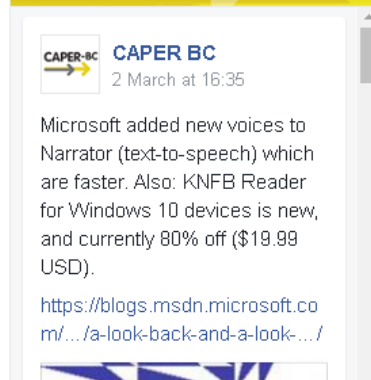 CAPER-BC
CAPER BC
2 March at 16:35
Microsoft added new voices to
Narrator (text-to-speech) which
are faster. Also: KNFB Reader
for Windows 10 devices is new,
and currently 80% off ($19.99
USD).
https://blogs.msdn.microsoft.co
m/.../a-look-back-and-a-look-.../